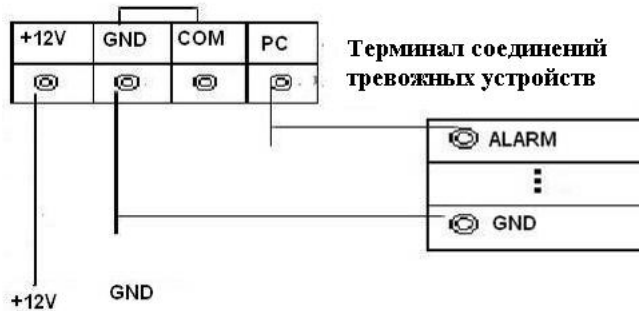 +12V GND COM PC
Терминал соединений
тревожных устройств
ALARM
GND
+12V GND